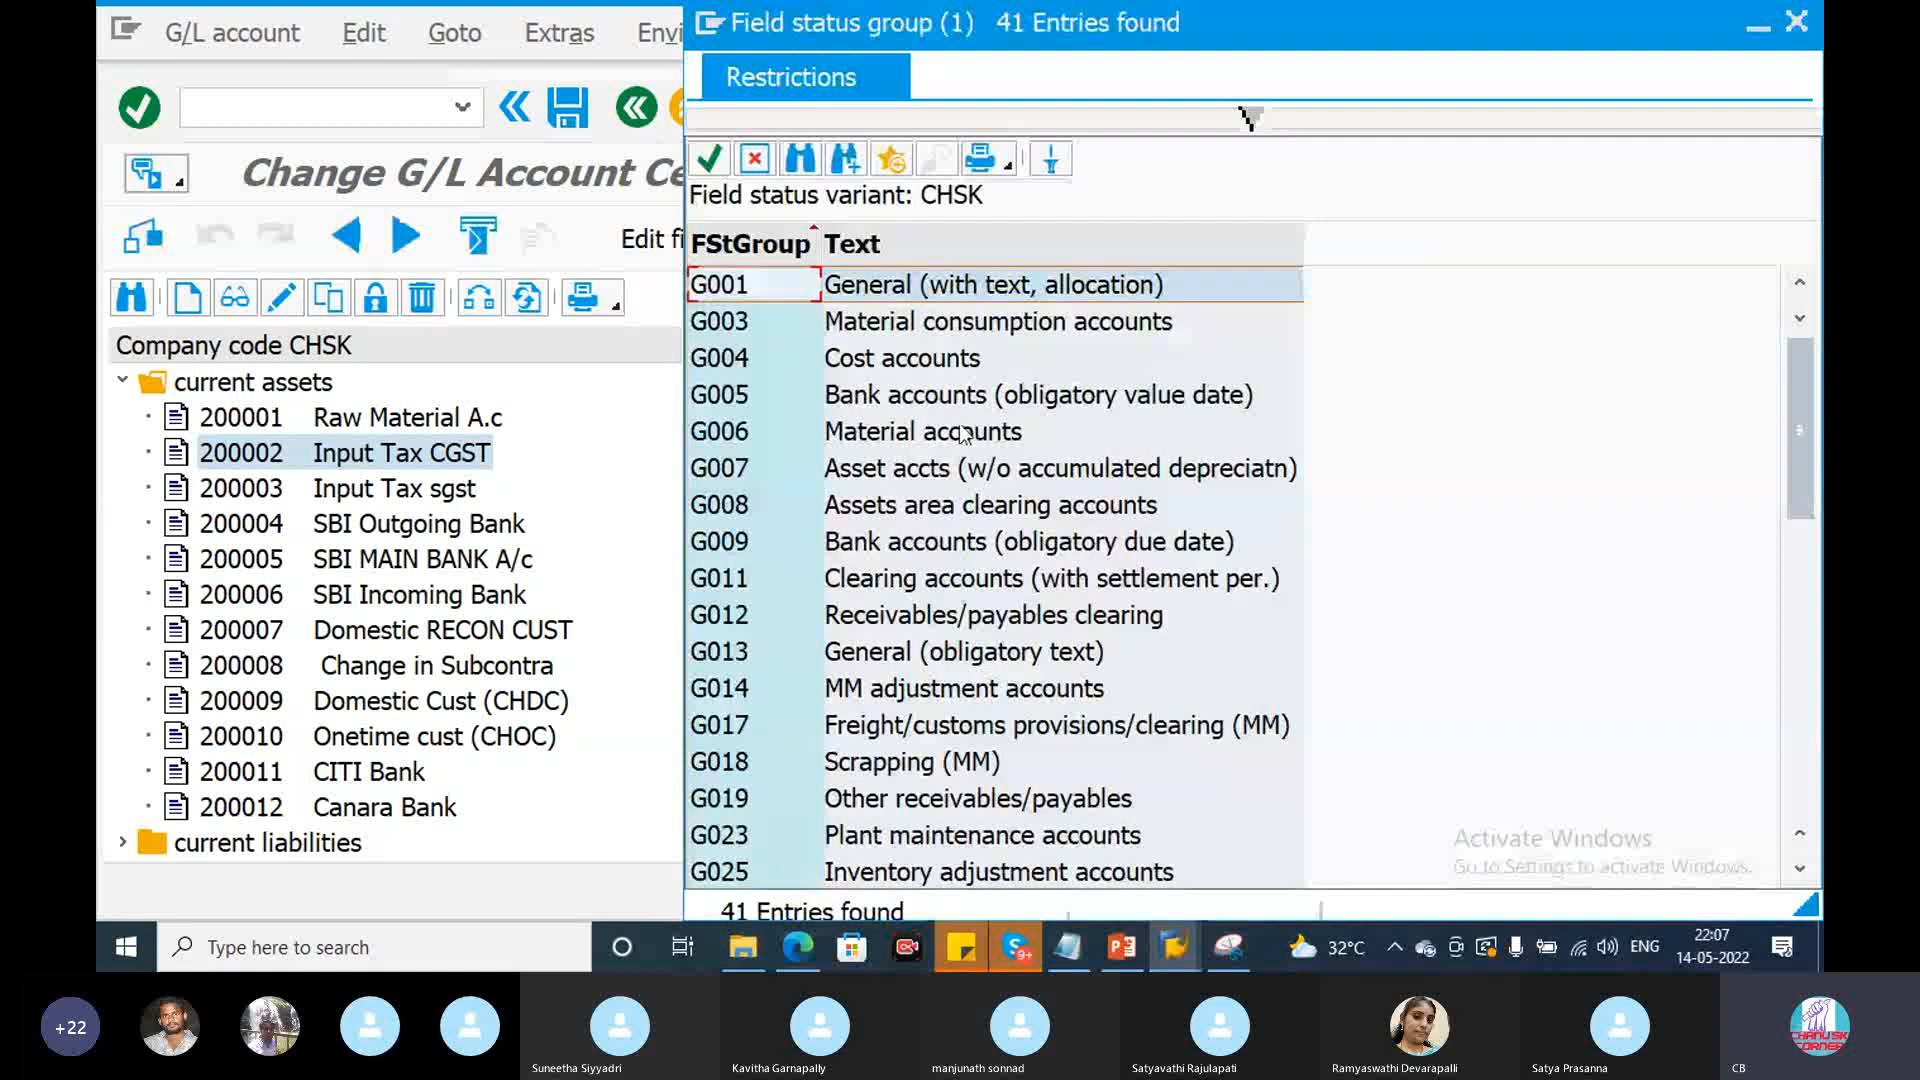 G/L account Edit Goto Extras Envi
Change G/L Account Ce
Edit fi
Company code CHSK
current assets
200001 Raw Material A.c
200002 Input Tax CGST
200003 Input Tax sgst
200004 SBI Outgoing Bank
200005 SBI MAIN BANK A/c
200006 SBI Incoming Bank
200007 Domestic RECON CUST
200008 Change in Subcontra
200009 Domestic Cust (CHDC)
200010 Onetime cust (CHOC)
200011 CITI Bank
200012 Canara Bank
current liabilities
Field status group (1) 41 Entries found
Restrictions
Field status variant: CHSK
FStGroup Text
G001 General (with text, allocation)
G003 Material consumption accounts
G004 Cost accounts
G005 Bank accounts (obligatory value date)
G006 Material accounts
G007 Asset accts (w/o accumulated depreciatn)
G008 Assets area clearing accounts
G009 Bank accounts (obligatory due date)
G011 Clearing accounts (with settlement per.)
G012 Receivables/payables clearing
G013 General (obligatory text)
G014 MM adjustment accounts
G017 Freight/customs provisions/clearing (MM)
G018 Scrapping (MM)
G019 Other receivables/payables
G023 Plant maintenance accounts
G025 Inventory adjustment accounts
41 Entries found
Activate Windows
Go to Settings to activate Windows.
Type here to search
9+
32°C
ENG
22:07
14-05-2022
+22
Suneetha Siyyadri
Kavitha Garnapally
manjunath sonnad
Satyavathi Rajulapati
Ramyaswathi Devarapalli
Satya Prasanna
CHANU SK
CORNER
CB